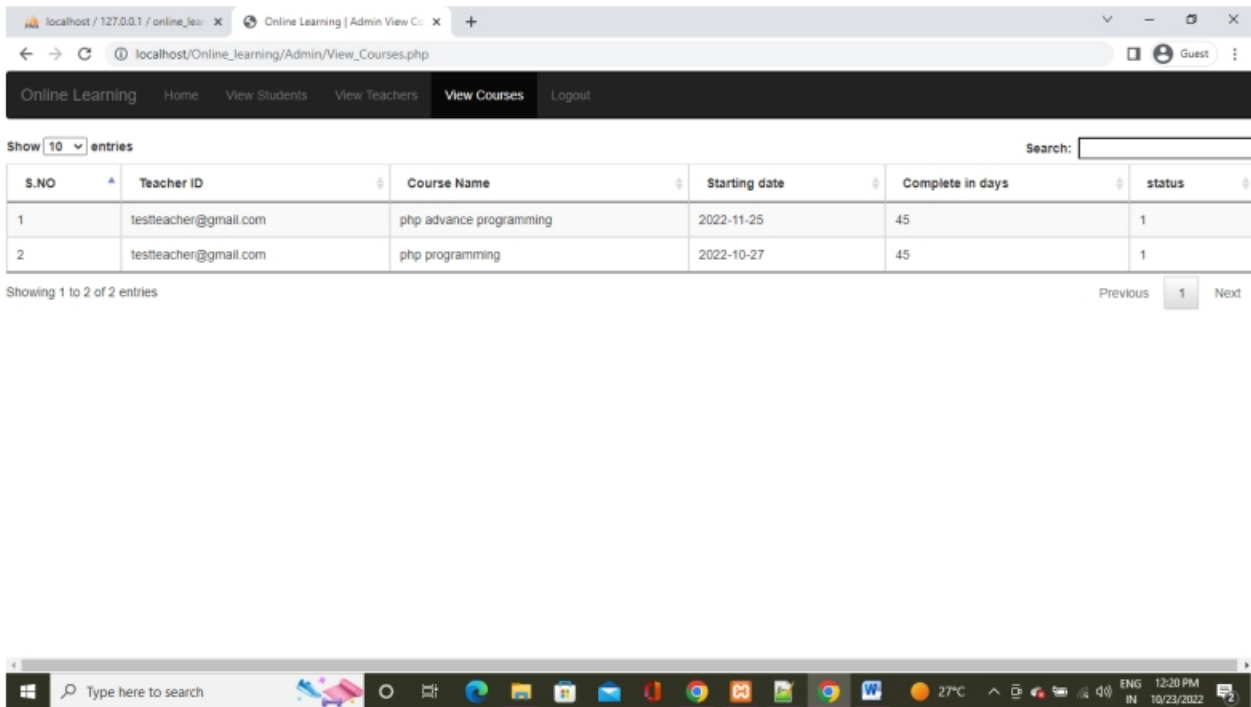 localhost / 127.0.0.1 / online_lear
Online Learning | Admin View Co
localhost/Online_learning/Admin/View_Courses.php
Guest
Online Learning Home View Students View Teachers View Courses Logout
Show 10 entries
Search:
S.NO Teacher ID Course Name Starting date Complete in days status
1 testteacher@gmail.com php advance programming 2022-11-25 45 1
2 testteacher@gmail.com php programming 2022-10-27 45 1
Showing 1 to 2 of 2 entries
Previous 1 Next
Type here to search
27°C
ENG 12:20 PM
IN 10/23/2022
2